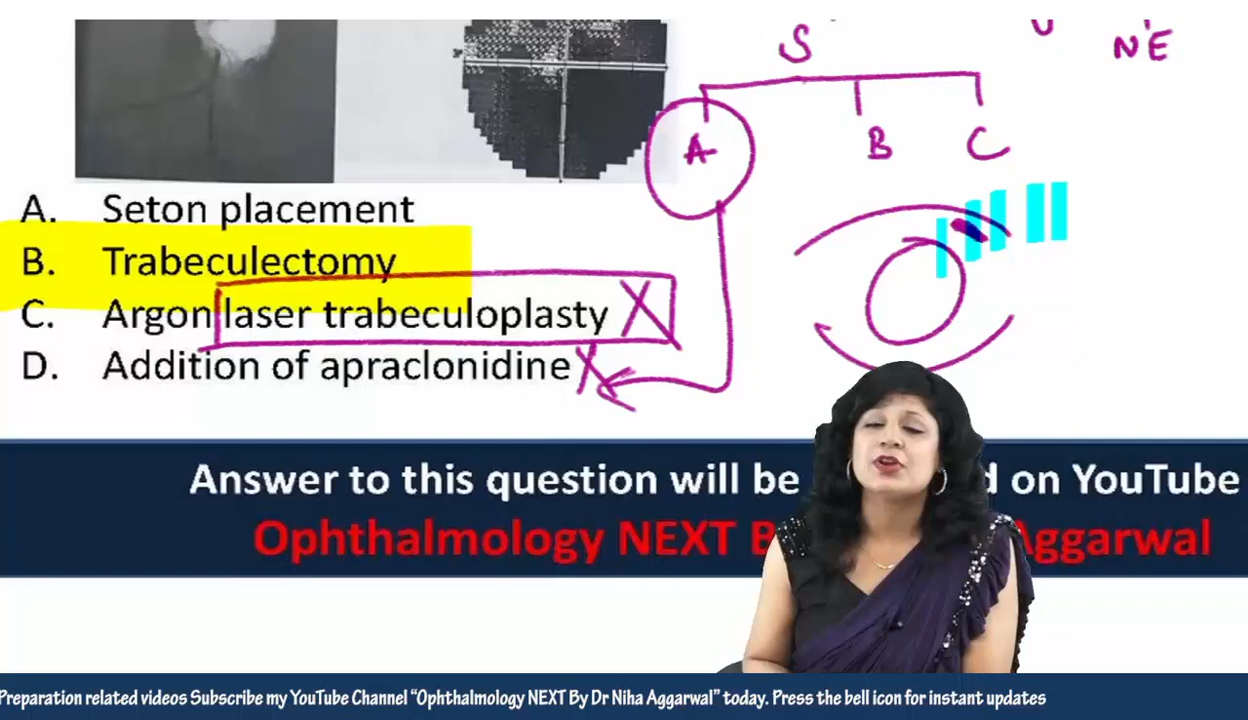 S
NE
A
B
C
A. Seton placement
B. Trabeculectomy
C. Argon laser trabeculoplasty X
D. Addition of apraclonidine X
Answer to this question will be on YouTube
Ophthalmology NEXT B Aggarwal
Preparation related videos Subscribe my YouTube Channel “Ophthalmology NEXT By Dr Niha Aggarwal” today. Press the bell icon for instant updates